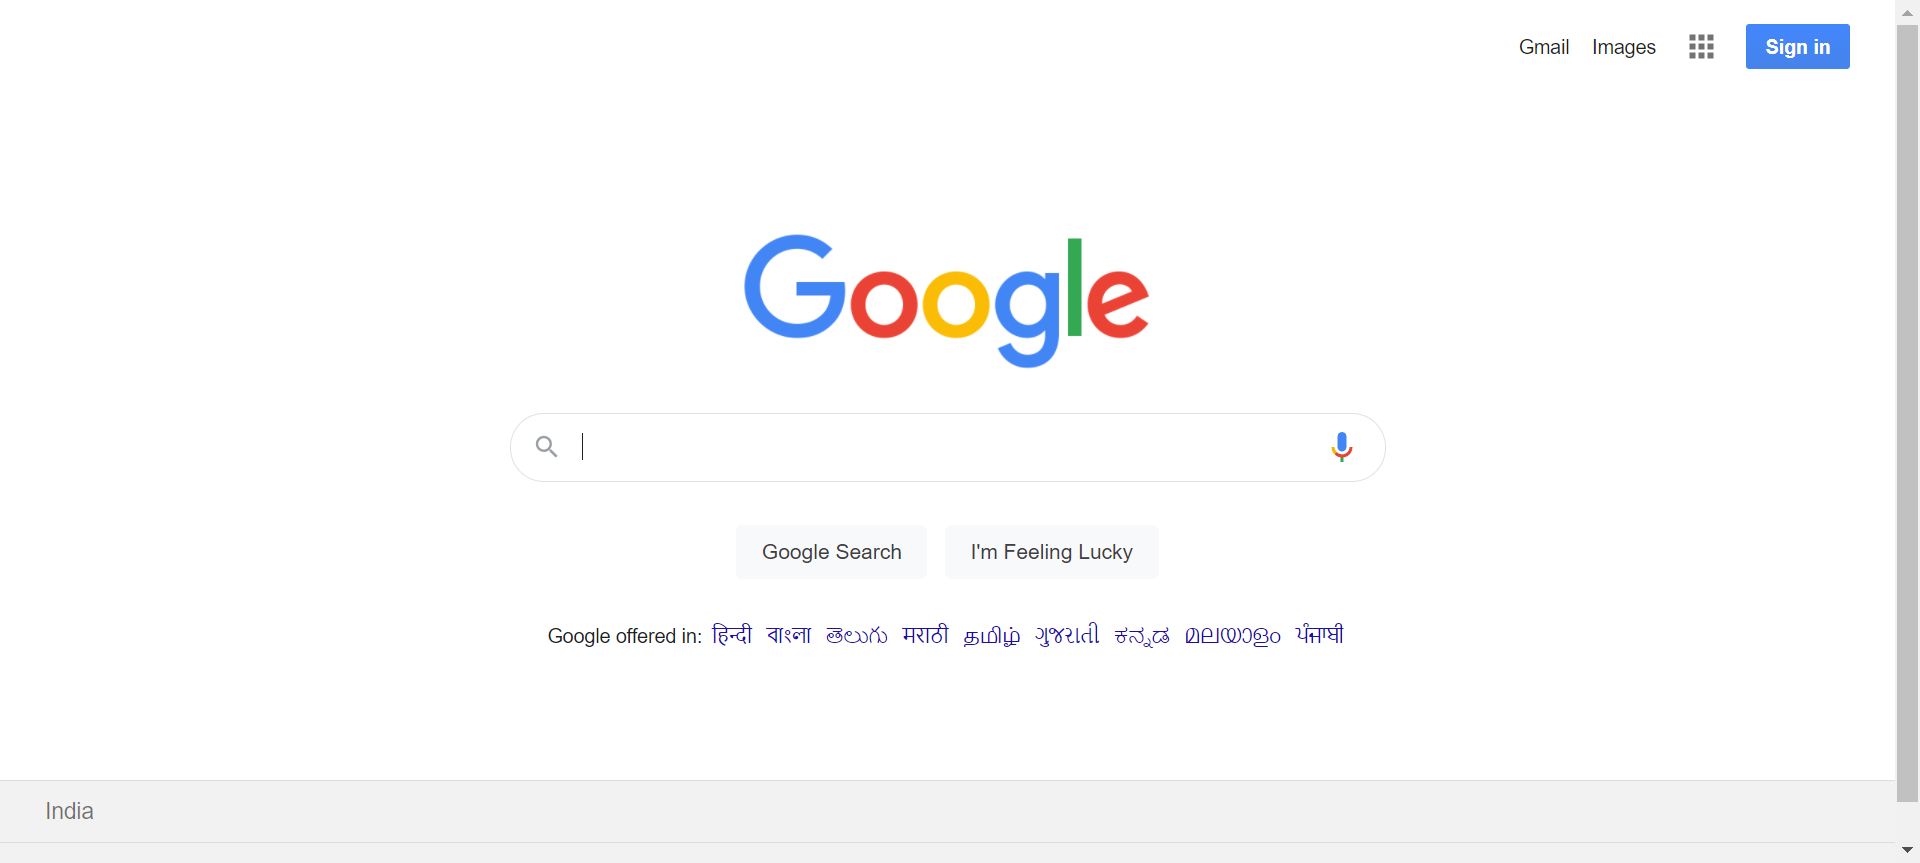 Gmail Images Sign in
Google
Google Search I'm Feeling Lucky
Google offered in: हिन्दी বাংলা తెలుగు मराठी தமிழ் ગુજરાતી ಕನ್ನಡ മലയാളം ਪੰਜਾਬੀ
India